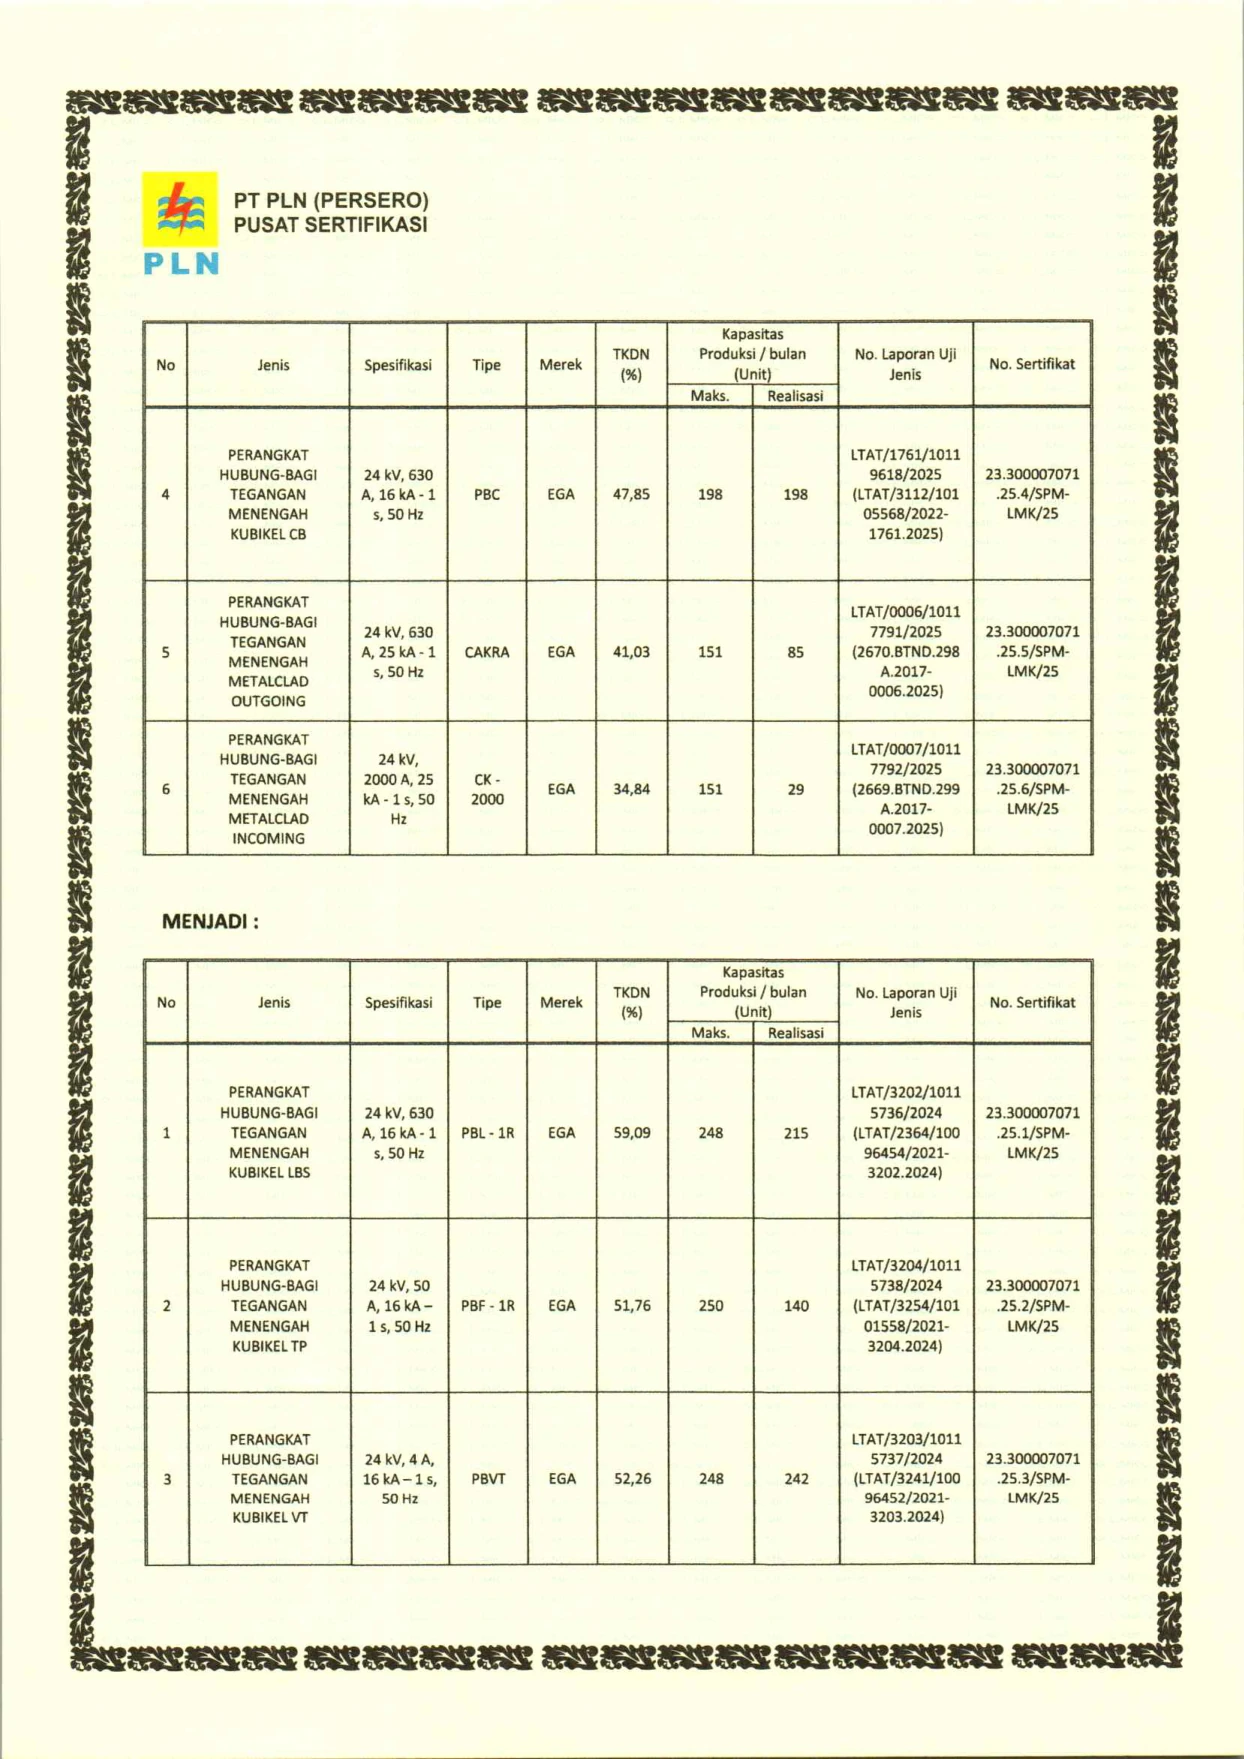 PT PLN (PERSERO)
PUSAT SERTIFIKASI
PLN
No
Jenis
Spesifikasi
Tipe
Merek
TKDN
(%)
Kapasitas
Produksi / bulan
(Unit)
Maks.
Realisasi
No. Laporan Uji
Jenis
No. Sertifikat
4
PERANGKAT
HUBUNG-BAGI
TEGANGAN
MENENGAH
KUBIKEL CB
24 kV, 630
A, 16 kA - 1
s, 50 Hz
PBC
EGA
47,85
198
198
LTAT/1761/1011
9618/2025
(LTAT/3112/101
05568/2022-
1761.2025)
23.300007071
.25.4/SPM-
LMK/25
5
PERANGKAT
HUBUNG-BAGI
TEGANGAN
MENENGAH
METALCLAD
OUTGOING
24 kV, 630
A, 25 kA - 1
s, 50 Hz
CAKRA
EGA
41,03
151
85
LTAT/0006/1011
7791/2025
(2670.BTND.298
A.2017-
0006.2025)
23.300007071
.25.5/SPM-
LMK/25
6
PERANGKAT
HUBUNG-BAGI
TEGANGAN
MENENGAH
METALCLAD
INCOMING
24 kV,
2000 A, 25
kA - 1 s, 50
Hz
CK -
2000
EGA
34,84
151
29
LTAT/0007/1011
7792/2025
(2669.BTND.299
A.2017-
0007.2025)
23.300007071
.25.6/SPM-
LMK/25
MENJADI :
No
Jenis
Spesifikasi
Tipe
Merek
TKDN
(%)
Kapasitas
Produksi / bulan
(Unit)
Maks.
Realisasi
No. Laporan Uji
Jenis
No. Sertifikat
1
PERANGKAT
HUBUNG-BAGI
TEGANGAN
MENENGAH
KUBIKEL LBS
24 kV, 630
A, 16 kA - 1
s, 50 Hz
PBL - 1R
EGA
59,09
248
215
LTAT/3202/1011
5736/2024
(LTAT/2364/100
96454/2021-
3202.2024)
23.300007071
.25.1/SPM-
LMK/25
2
PERANGKAT
HUBUNG-BAGI
TEGANGAN
MENENGAH
KUBIKEL TP
24 kV, 50
A, 16 kA –
1 s, 50 Hz
PBF - 1R
EGA
51,76
250
140
LTAT/3204/1011
5738/2024
(LTAT/3254/101
01558/2021-
3204.2024)
23.300007071
.25.2/SPM-
LMK/25
3
PERANGKAT
HUBUNG-BAGI
TEGANGAN
MENENGAH
KUBIKEL VT
24 kV, 4 A,
16 kA – 1 s,
50 Hz
PBVT
EGA
52,26
248
242
LTAT/3203/1011
5737/2024
(LTAT/3241/100
96452/2021-
3203.2024)
23.300007071
.25.3/SPM-
LMK/25